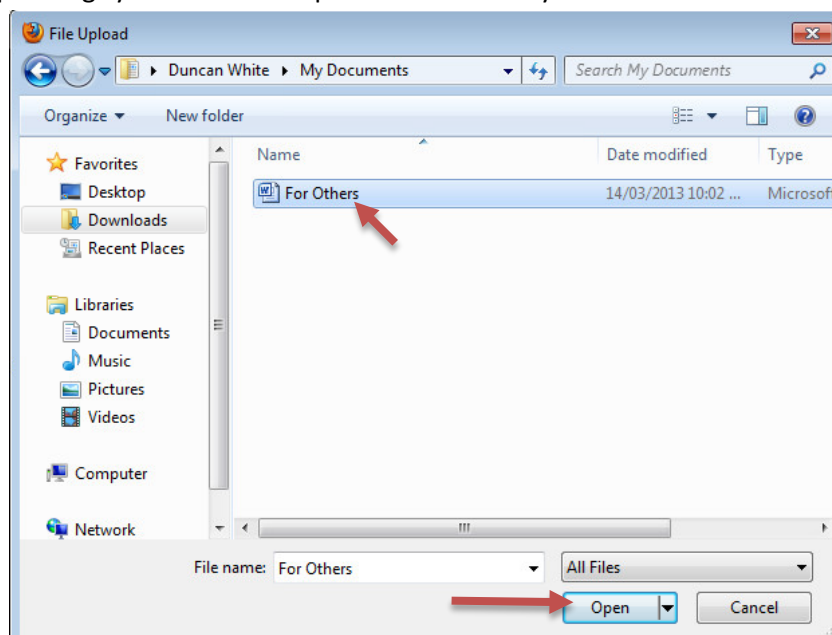 File Upload
Duncan White My Documents
Search My Documents
Organize New folder
Name Date modified Type
Favorites
For Others 14/03/2013 10:02 ... Microsof
Desktop
Downloads
Recent Places
Libraries
Documents
Music
Pictures
Videos
Computer
Network
File name: For Others All Files
Open Cancel